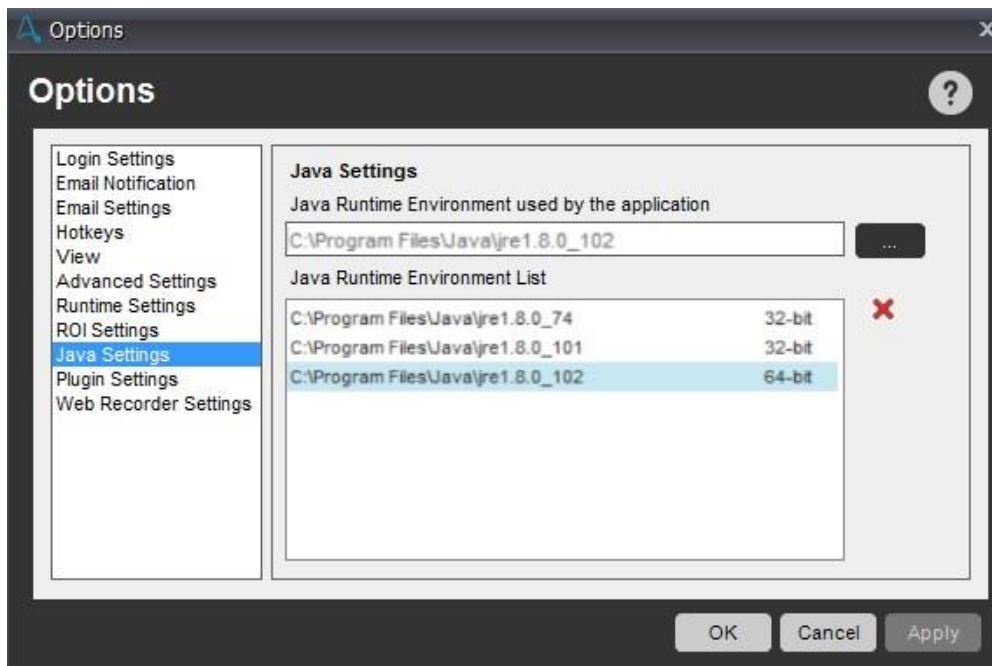 Options
x
Options
?
Login Settings
Email Notification
Email Settings
Hotkeys
View
Advanced Settings
Runtime Settings
ROI Settings
Java Settings
Plugin Settings
Web Recorder Settings
Java Settings
Java Runtime Environment used by the application
C:\Program Files\Java\jre1.8.0_102
...
Java Runtime Environment List
C:\Program Files\Java\jre1.8.0_74 32-bit
C:\Program Files\Java\jre1.8.0_101 32-bit
C:\Program Files\Java\jre1.8.0_102 64-bit
OK Cancel Apply